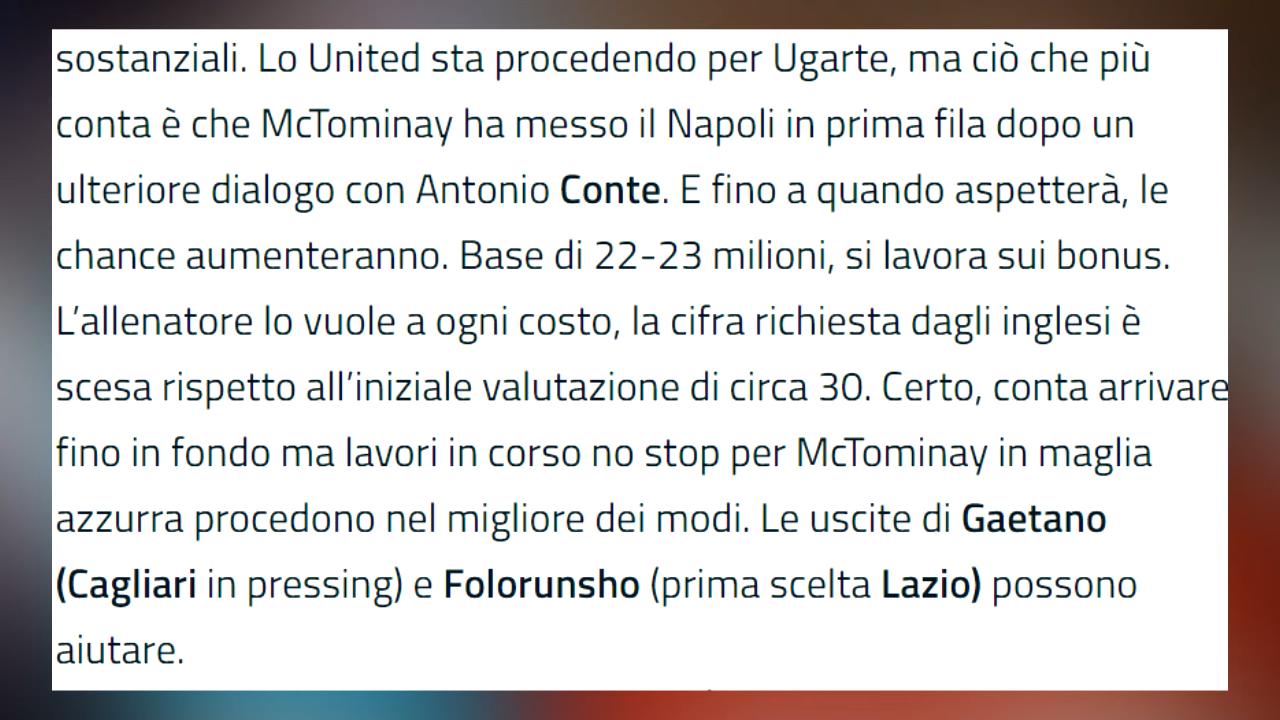 sostanziali. Lo United sta procedendo per Ugarte, ma ciò che più
conta è che McTominay ha messo il Napoli in prima fila dopo un
ulteriore dialogo con Antonio Conte. E fino a quando aspetterà, le
chance aumenteranno. Base di 22-23 milioni, si lavora sui bonus.
L’allenatore lo vuole a ogni costo, la cifra richiesta dagli inglesi è
scesa rispetto all’iniziale valutazione di circa 30. Certo, conta arrivare
fino in fondo ma lavori in corso no stop per McTominay in maglia
azzurra procedono nel migliore dei modi. Le uscite di Gaetano
(Cagliari in pressing) e Folorunsho (prima scelta Lazio) possono
aiutare.